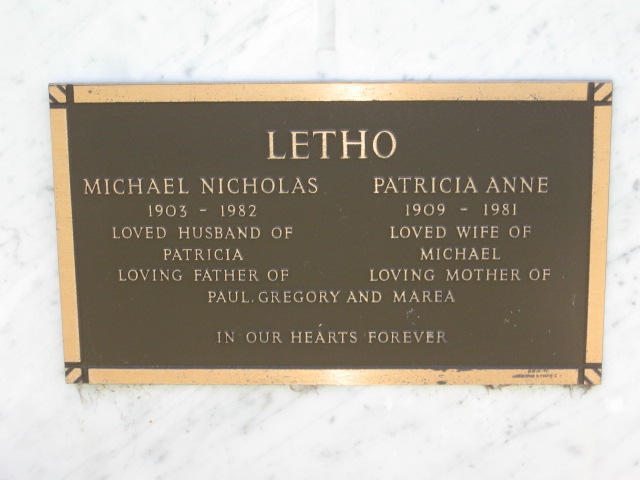 LETHO
MICHAEL NICHOLAS PATRICIA ANNE
1903 - 1982 1909 - 1981
LOVED HUSBAND OF LOVED WIFE OF
PATRICIA MICHAEL
LOVING FATHER OF LOVING MOTHER OF
PAUL, GREGORY AND MAREA
IN OUR HEARTS FOREVER